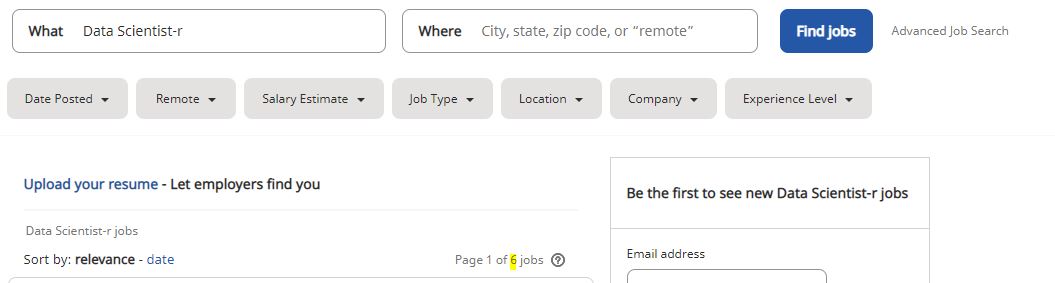 What Data Scientist-r Where City, state, zip code, or “remote” Find jobs Advanced Job Search
Date Posted Remote Salary Estimate Job Type Location Company Experience Level
Upload your resume - Let employers find you
Data Scientist-r jobs
Sort by: relevance - date Page 1 of 6 jobs ?
Be the first to see new Data Scientist-r jobs
Email address